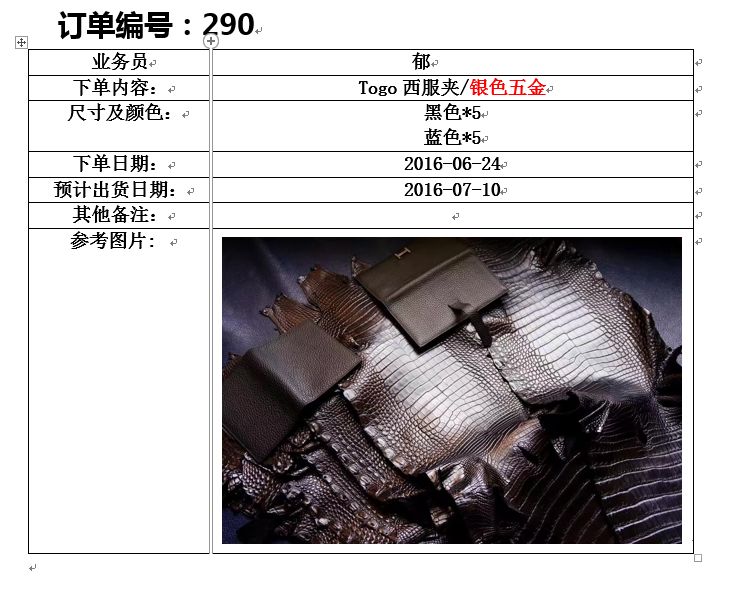 订单编号：290
业务员 郁
下单内容： Togo 西服夹/银色五金
尺寸及颜色： 黑色*5
蓝色*5
下单日期： 2016-06-24
预计出货日期： 2016-07-10
其他备注：
参考图片：